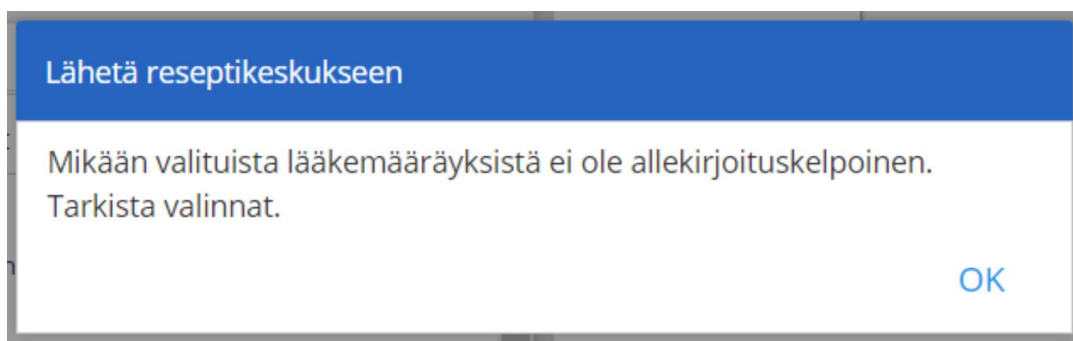 Lähetä reseptikeskukseen
Mikään valituista lääkemääräyksistä ei ole allekirjoituskelpoinen.
Tarkista valinnat.
OK